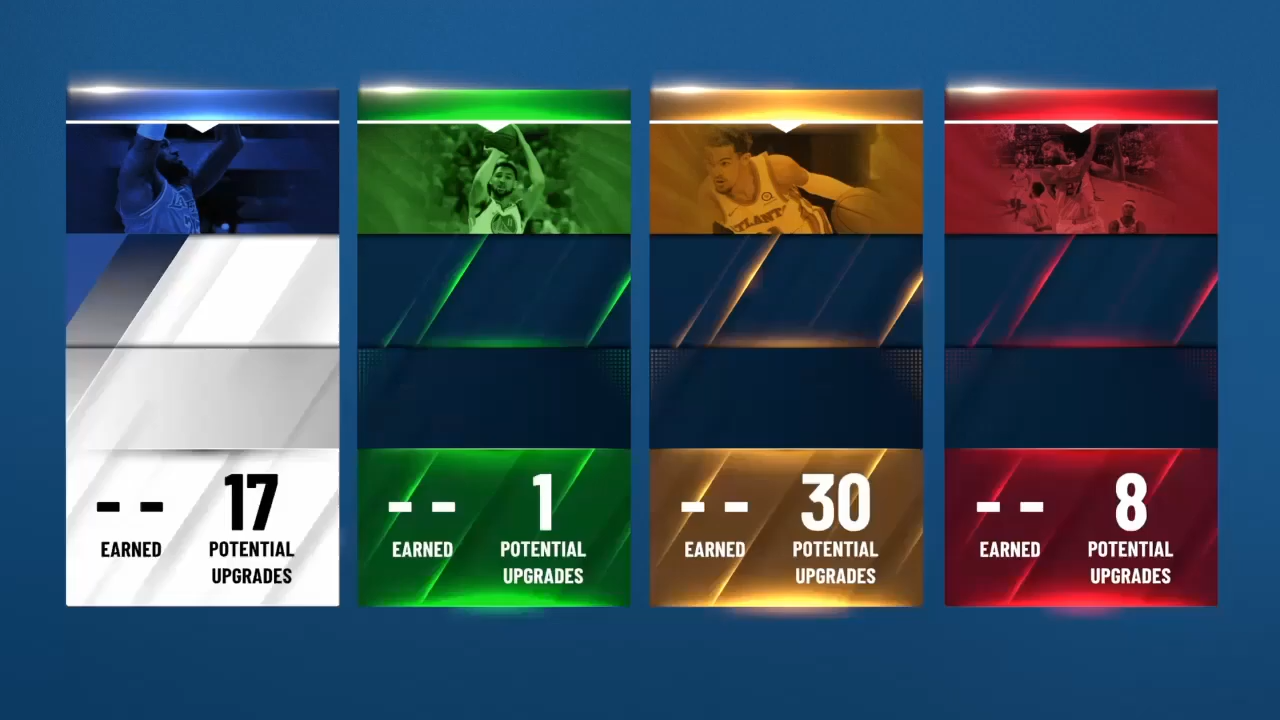 -- 17
EARNED POTENTIAL
UPGRADES
-- 1
EARNED POTENTIAL
UPGRADES
ATLANTA
-- 30
EARNED POTENTIAL
UPGRADES
-- 8
EARNED POTENTIAL
UPGRADES